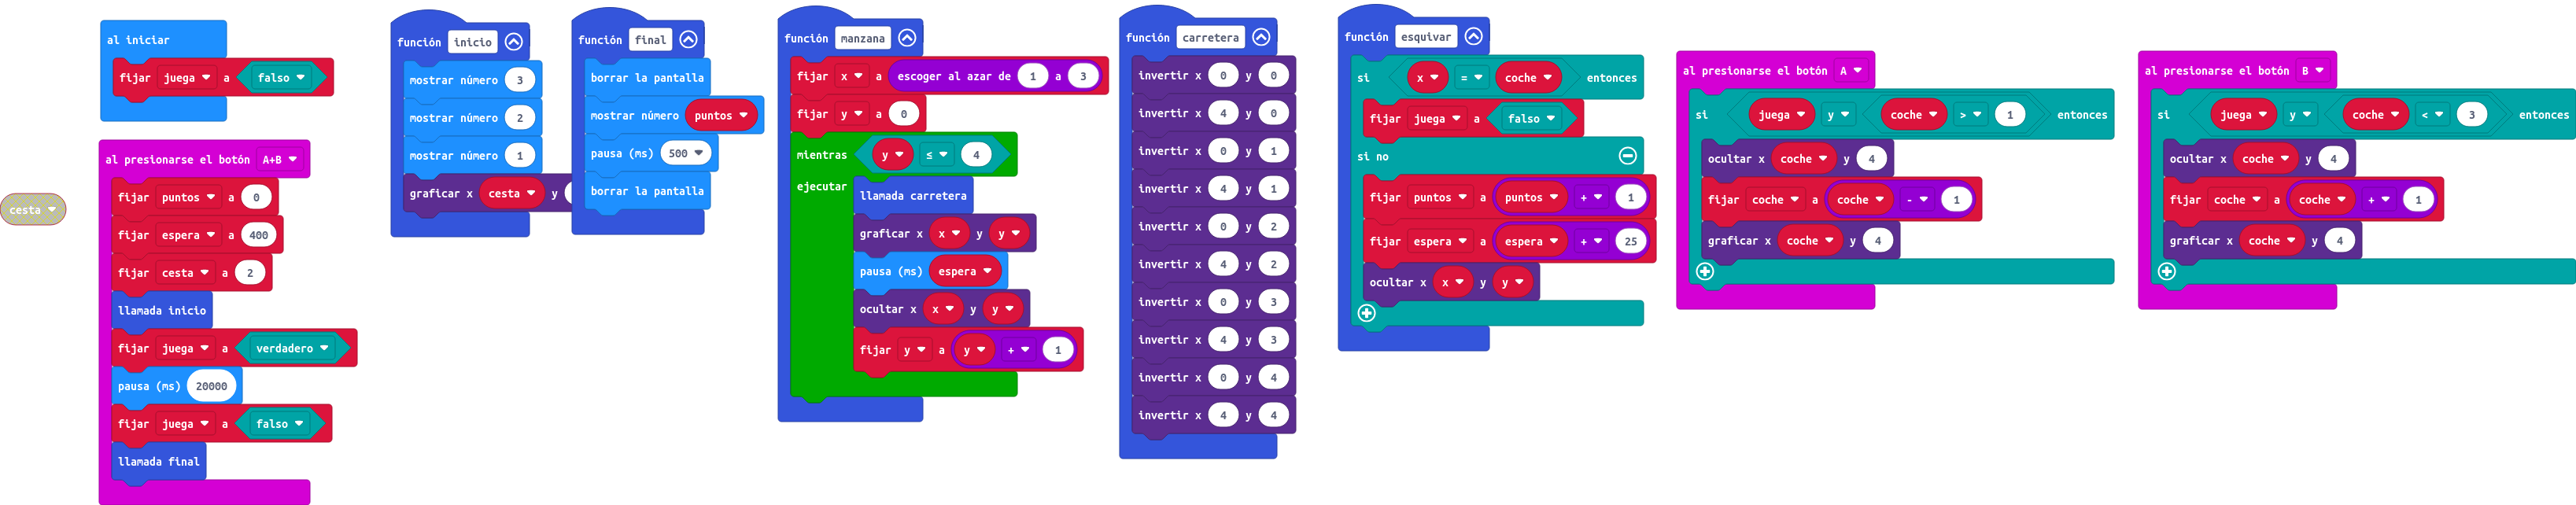 al iniciar
fijar juega a falso
al presionarse el botón A+B
fijar puntos a 0
fijar espera a 400
fijar cesta a 2
llamada inicio
fijar juega a verdadero
pausa (ms) 20000
fijar juega a falso
llamada final
cesta
función inicio
mostrar número 3
mostrar número 2
mostrar número 1
graficar x cesta y
función final
borrar la pantalla
mostrar número puntos
pausa (ms) 500
borrar la pantalla
función manzana
fijar x a escoger al azar de 1 a 3
fijar y a 0
mientras y ≤ 4
ejecutar
llamada carretera
graficar x x y y
pausa (ms) espera
ocultar x x y y
fijar y a y + 1
función carretera
invertir x 0 y 0
invertir x 4 y 0
invertir x 0 y 1
invertir x 4 y 1
invertir x 0 y 2
invertir x 4 y 2
invertir x 0 y 3
invertir x 4 y 3
invertir x 0 y 4
invertir x 4 y 4
función esquivar
si x = coche entonces
fijar juega a falso
si no
fijar puntos a puntos + 1
fijar espera a espera + 25
ocultar x x y y
al presionarse el botón A
si juega y coche > 1 entonces
ocultar x coche y 4
fijar coche a coche - 1
graficar x coche y 4
al presionarse el botón B
si juega y coche < 3 entonces
ocultar x coche y 4
fijar coche a coche + 1
graficar x coche y 4